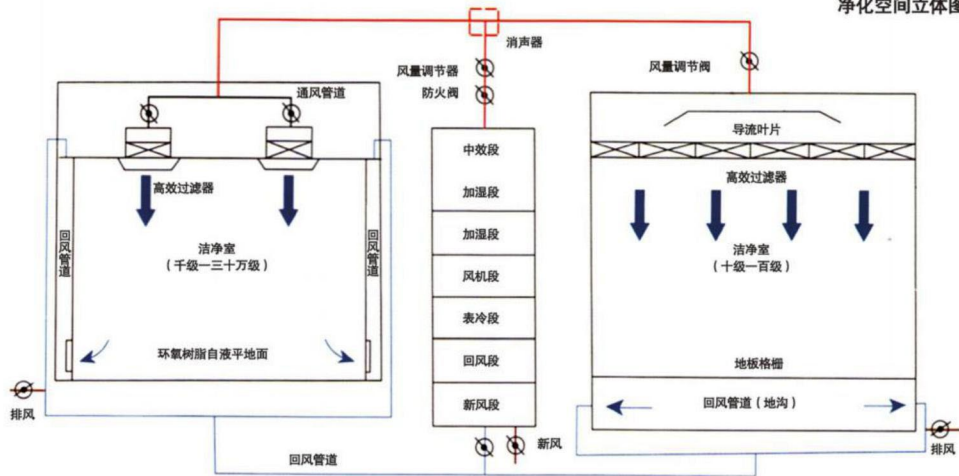 净化空间立体图
消声器
风量调节器
防火阀
风量调节阀
通风管道
高效过滤器
回风管道
回风管道
洁净室
(千级一三十万级)
环氧树脂自液平地面
排风
中效段
加湿段
加湿段
风机段
表冷段
回风段
新风段
新风
回风管道
导流叶片
高效过滤器
洁净室
(十级一百级)
地板格栅
回风管道(地沟)
排风